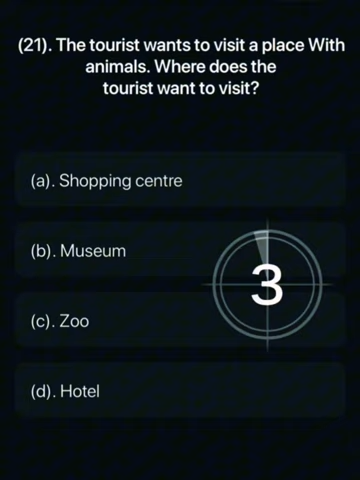 (21). The tourist wants to visit a place With
animals. Where does the
tourist want to visit?
(a). Shopping centre
(b). Museum
3
(c). Zoo
(d). Hotel